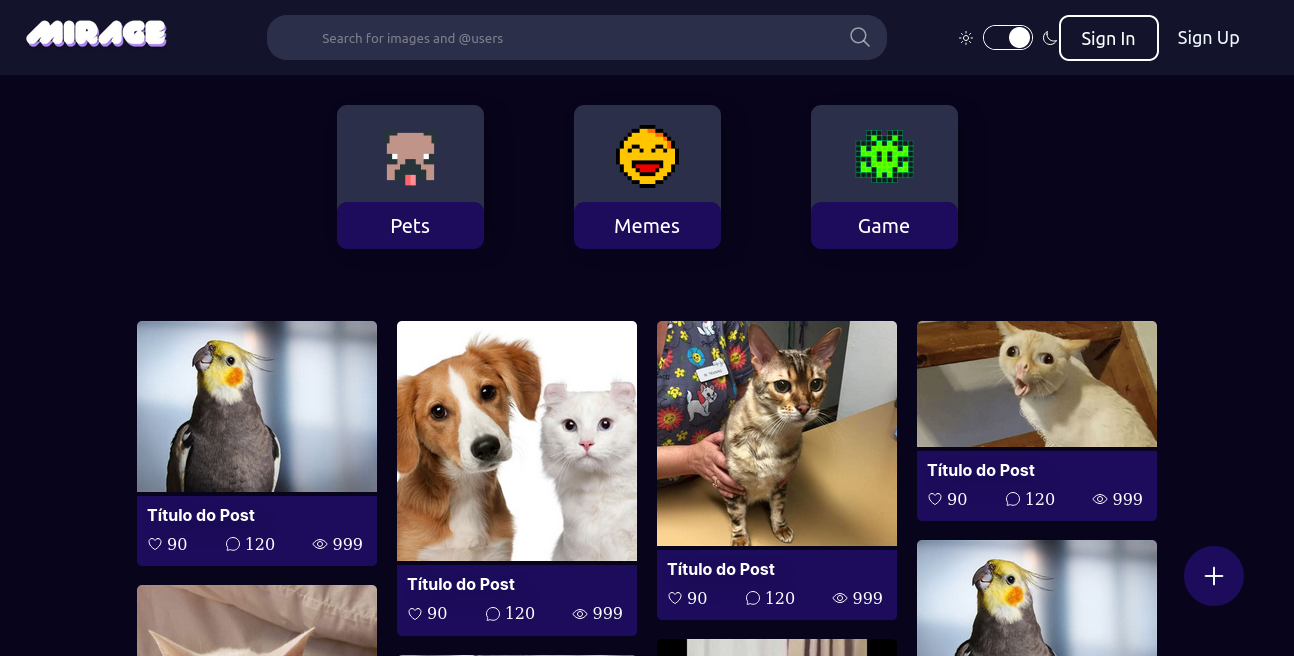 MIRAGE
Search for images and @users
Sign In
Sign Up
Pets
Memes
Game
Título do Post
90 120 999
Título do Post
90 120 999
Título do Post
90 120 999
Título do Post
90 120 999